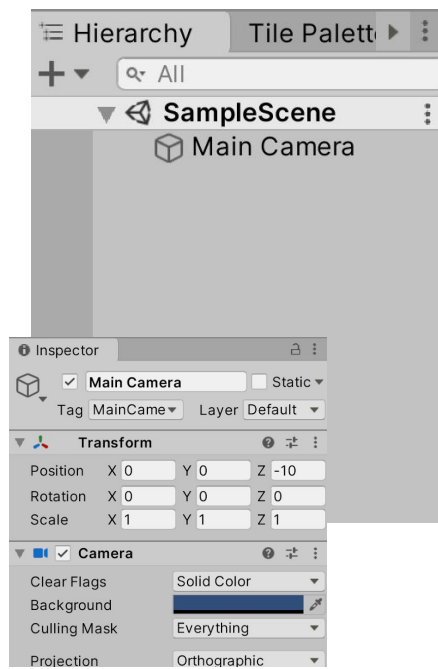 Hierarchy Tile Palett
All
SampleScene
Main Camera
Inspector
Main Camera Static
Tag MainCame Layer Default
Transform
Position X 0 Y 0 Z -10
Rotation X 0 Y 0 Z 0
Scale X 1 Y 1 Z 1
Camera
Clear Flags Solid Color
Background
Culling Mask Everything
Projection Orthographic